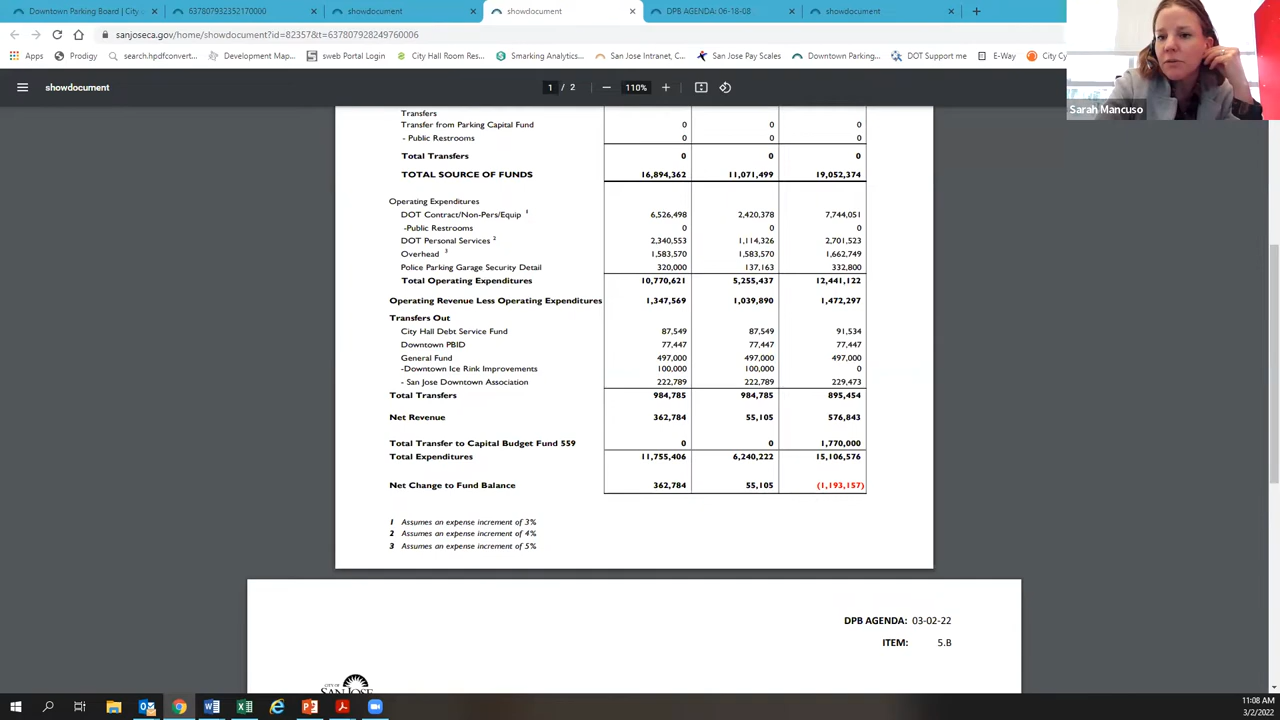 Downtown Parking Board | City
637807932352170000
showdocument
showdocument
DPB AGENDA: 06-18-08
showdocument
sanjoseca.gov/home/showdocument?id=82357&t=637807928249760006
Apps
Prodigy
search.hpdfconvert...
Development Map...
sweb Portal Login
City Hall Room Res...
Smarking Analytics...
San Jose Intranet, C...
San Jose Pay Scales
Downtown Parking...
DOT Support me
E-Way
City Cy
Sarah Mancuso
showdocument
1 / 2
110%
Transfers
Transfer from Parking Capital Fund 0 0 0
- Public Restrooms 0 0 0
Total Transfers 0 0 0
TOTAL SOURCE OF FUNDS 16,894,362 11,071,499 19,052,374
Operating Expenditures
DOT Contract/Non-Pers/Equip 1 6,526,498 2,420,378 7,744,051
-Public Restrooms 0 0 0
DOT Personal Services 2 2,340,553 1,114,326 2,701,523
Overhead 3 1,583,570 1,583,570 1,662,749
Police Parking Garage Security Detail 320,000 137,163 332,800
Total Operating Expenditures 10,770,621 5,255,437 12,441,122
Operating Revenue Less Operating Expenditures 1,347,569 1,039,890 1,472,297
Transfers Out
City Hall Debt Service Fund 87,549 87,549 91,534
Downtown PBID 77,447 77,447 77,447
General Fund 497,000 497,000 497,000
-Downtown Ice Rink Improvements 100,000 100,000 0
- San Jose Downtown Association 222,789 222,789 229,473
Total Transfers 984,785 984,785 895,454
Net Revenue 362,784 55,105 576,843
Total Transfer to Capital Budget Fund 559 0 0 1,770,000
Total Expenditures 11,755,406 6,240,222 15,106,576
Net Change to Fund Balance 362,784 55,105 (1,193,157)
1 Assumes an expense increment of 3%
2 Assumes an expense increment of 4%
3 Assumes an expense increment of 5%
DPB AGENDA: 03-02-22
ITEM: 5.B
CITY OF
SAN JOSE
11:08 AM
3/2/2022